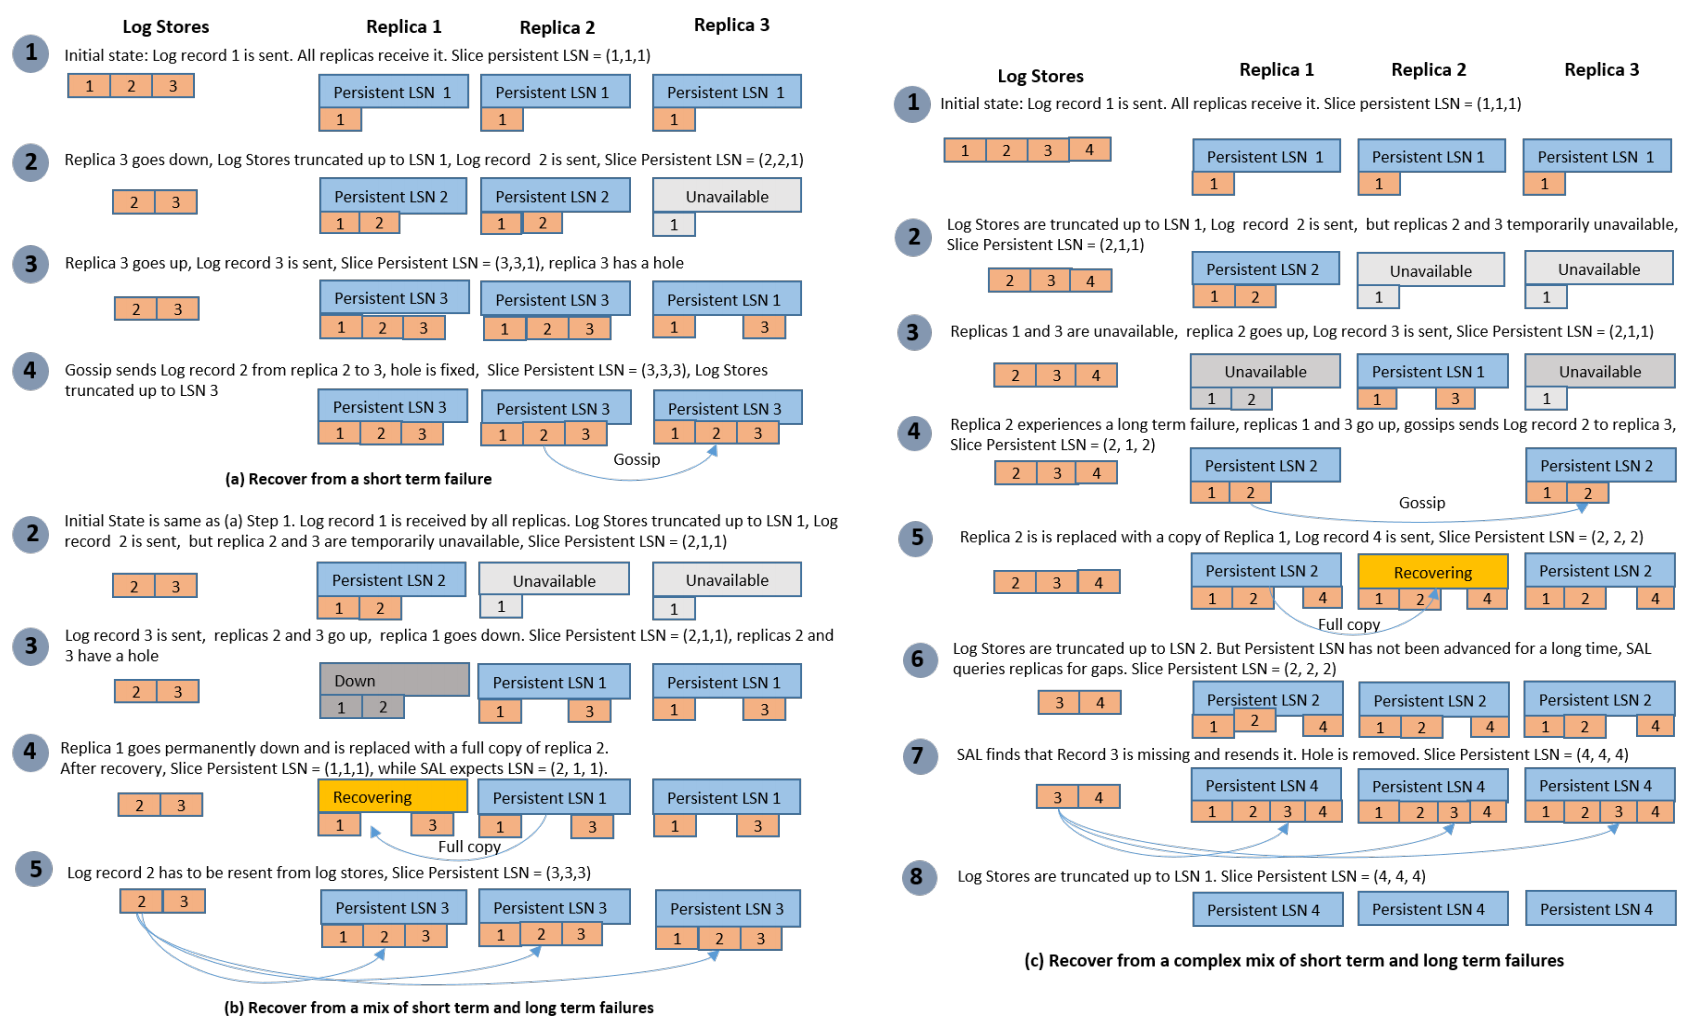 Log Stores
Replica 1
Replica 2
Replica 3
1
Initial state: Log record 1 is sent. All replicas receive it. Slice persistent LSN = (1,1,1)
1 2 3
Persistent LSN 1
1
Persistent LSN 1
1
Persistent LSN 1
1
2
Replica 3 goes down, Log Stores truncated up to LSN 1, Log record 2 is sent, Slice Persistent LSN = (2,2,1)
2 3
Persistent LSN 2
1 2
Persistent LSN 2
1 2
Unavailable
1
3
Replica 3 goes up, Log record 3 is sent, Slice Persistent LSN = (3,3,1), replica 3 has a hole
2 3
Persistent LSN 3
1 2 3
Persistent LSN 3
1 2 3
Persistent LSN 1
1 3
4
Gossip sends Log record 2 from replica 2 to 3, hole is fixed, Slice Persistent LSN = (3,3,3), Log Stores
truncated up to LSN 3
Persistent LSN 3
1 2 3
Persistent LSN 3
1 2 3
Persistent LSN 3
1 2 3
Gossip
(a) Recover from a short term failure
2
Initial State is same as (a) Step 1. Log record 1 is received by all replicas. Log Stores truncated up to LSN 1, Log
record 2 is sent, but replica 2 and 3 are temporarily unavailable, Slice Persistent LSN = (2,1,1)
2 3
Persistent LSN 2
1 2
Unavailable
1
Unavailable
1
3
Log record 3 is sent, replicas 2 and 3 go up, replica 1 goes down. Slice Persistent LSN = (2,1,1), replicas 2 and
3 have a hole
2 3
Down
1 2
Persistent LSN 1
1 3
Persistent LSN 1
1 3
4
Replica 1 goes permanently down and is replaced with a full copy of replica 2.
After recovery, Slice Persistent LSN = (1,1,1), while SAL expects LSN = (2, 1, 1).
2 3
Recovering
1 3
Persistent LSN 1
1 3
Persistent LSN 1
1 3
Full copy
5
Log record 2 has to be resent from log stores, Slice Persistent LSN = (3,3,3)
2 3
Persistent LSN 3
1 2 3
Persistent LSN 3
1 2 3
Persistent LSN 3
1 2 3
(b) Recover from a mix of short term and long term failures
Log Stores
Replica 1
Replica 2
Replica 3
1
Initial state: Log record 1 is sent. All replicas receive it. Slice persistent LSN = (1,1,1)
1 2 3 4
Persistent LSN 1
1
Persistent LSN 1
1
Persistent LSN 1
1
2
Log Stores are truncated up to LSN 1, Log record 2 is sent, but replicas 2 and 3 temporarily unavailable,
Slice Persistent LSN = (2,1,1)
2 3 4
Persistent LSN 2
1 2
Unavailable
1
Unavailable
1
3
Replicas 1 and 3 are unavailable, replica 2 goes up, Log record 3 is sent, Slice Persistent LSN = (2,1,1)
2 3 4
Unavailable
1 2
Persistent LSN 1
1 3
Unavailable
1
4
Replica 2 experiences a long term failure, replicas 1 and 3 go up, gossips sends Log record 2 to replica 3,
Slice Persistent LSN = (2, 1, 2)
2 3 4
Persistent LSN 2
1 2
Persistent LSN 2
1 2
Gossip
5
Replica 2 is is replaced with a copy of Replica 1, Log record 4 is sent, Slice Persistent LSN = (2, 2, 2)
2 3 4
Persistent LSN 2
1 2 4
Recovering
1 2 4
Persistent LSN 2
1 2 4
Full copy
6
Log Stores are truncated up to LSN 2. But Persistent LSN has not been advanced for a long time, SAL
queries replicas for gaps. Slice Persistent LSN = (2, 2, 2)
3 4
Persistent LSN 2
1 2 4
Persistent LSN 2
1 2 4
Persistent LSN 2
1 2 4
7
SAL finds that Record 3 is missing and resends it. Hole is removed. Slice Persistent LSN = (4, 4, 4)
3 4
Persistent LSN 4
1 2 3 4
Persistent LSN 4
1 2 3 4
Persistent LSN 4
1 2 3 4
8
Log Stores are truncated up to LSN 1. Slice Persistent LSN = (4, 4, 4)
Persistent LSN 4
Persistent LSN 4
Persistent LSN 4
(c) Recover from a complex mix of short term and long term failures